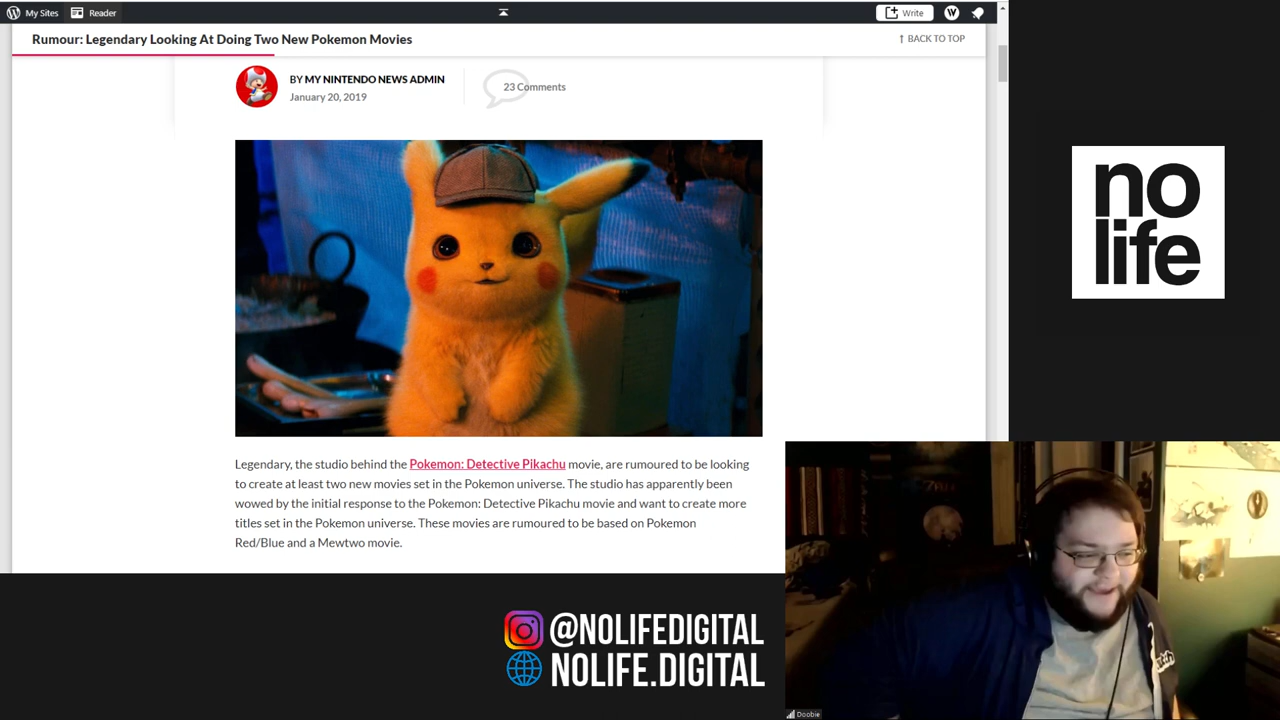 My Sites
Reader
Write
Rumour: Legendary Looking At Doing Two New Pokemon Movies
↑ BACK TO TOP
BY MY NINTENDO NEWS ADMIN
January 20, 2019
23 Comments
Legendary, the studio behind the Pokemon: Detective Pikachu movie, are rumoured to be looking
to create at least two new movies set in the Pokemon universe. The studio has apparently been
wowed by the initial response to the Pokemon: Detective Pikachu movie and want to create more
titles set in the Pokemon universe. These movies are rumoured to be based on Pokemon
Red/Blue and a Mewtwo movie.
no
life
@NOLIFEDIGITAL
NOLIFE.DIGITAL
Doobie